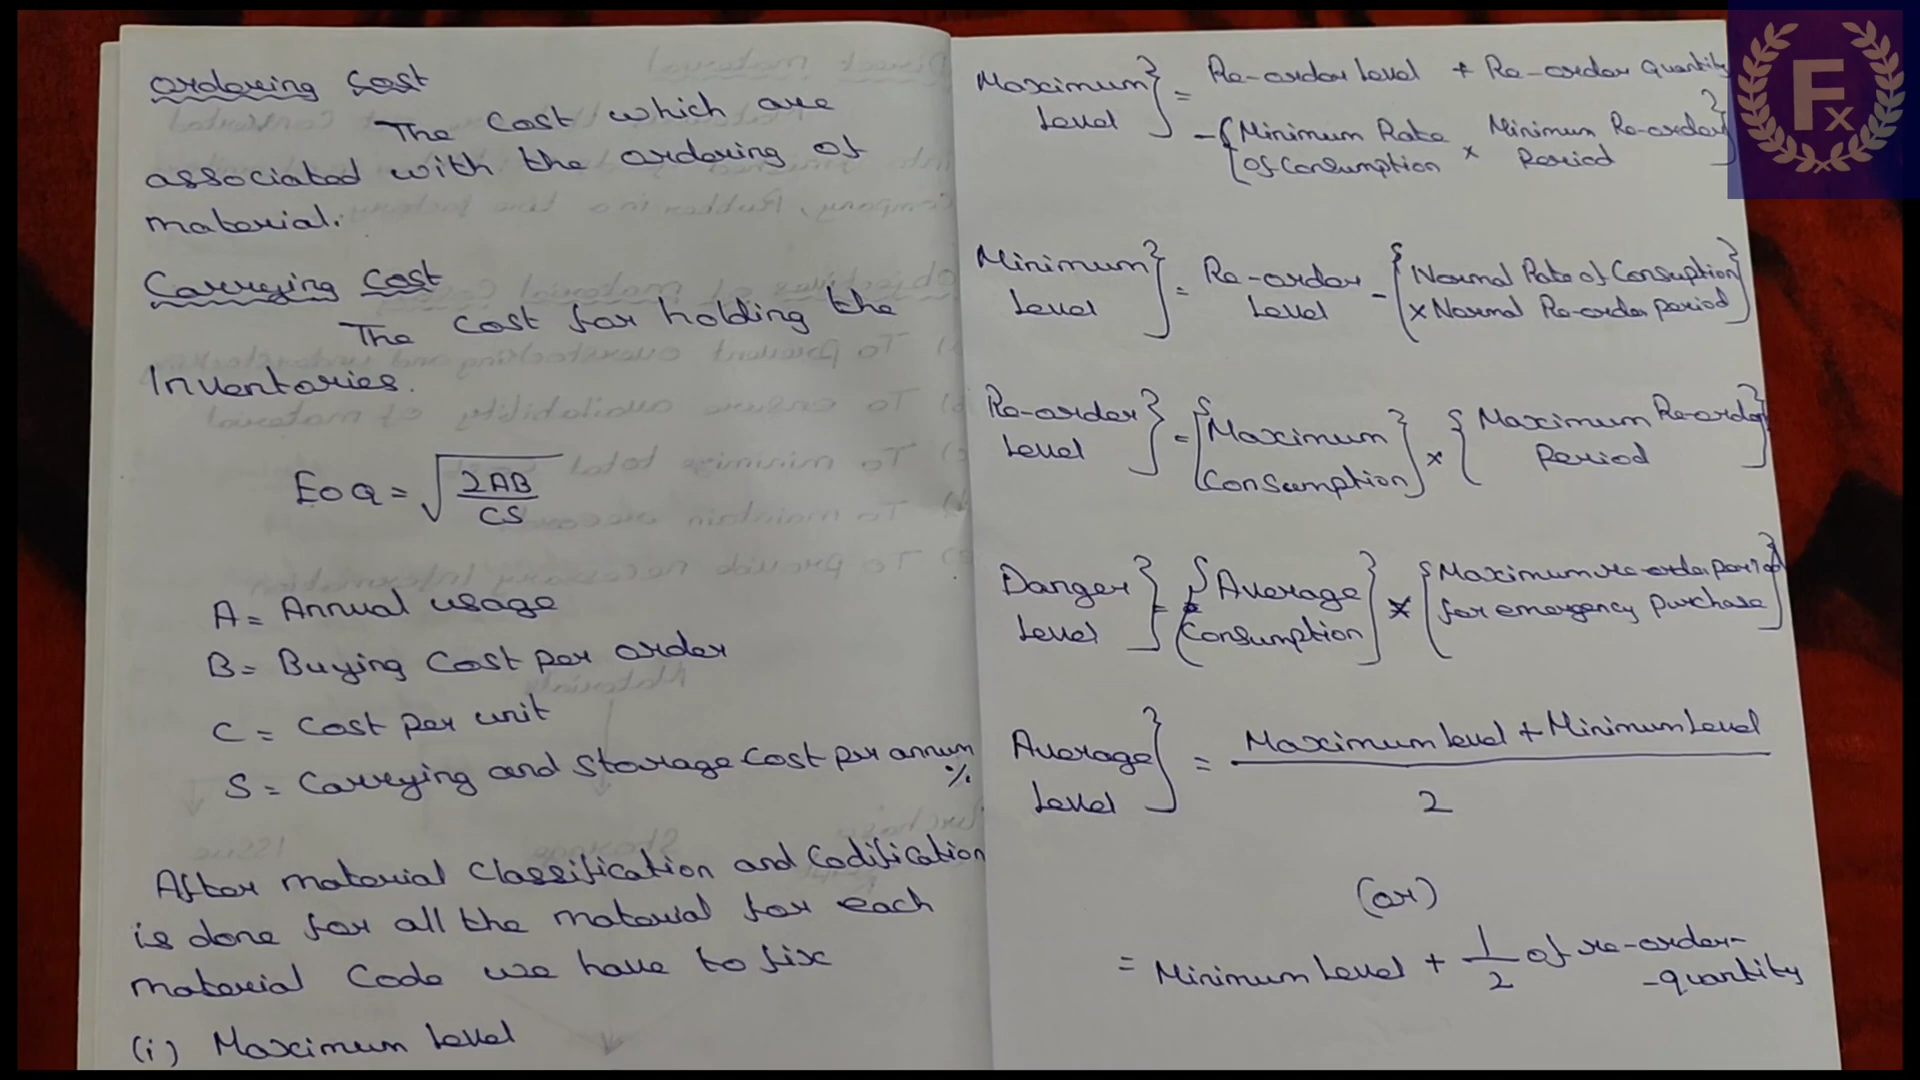 Ordering Cost
The cost which are
associated with the ordering of
material.
Carrying Cost
The cost for holding the
Inventories.
EOQ = √2AB/CS
A = Annual usage
B = Buying Cost per order
C = Cost per unit
S = Carrying and Storage Cost per annum
%
After material Classification and Codification
is done for all the material for each
material Code we have to fix
(i) Maximum Level
Maximum Level } = Re-order Level + Re-order quantity
- { Minimum Rate of Consumption × Minimum Re-order Period }
Minimum Level } = Re-order Level - { Normal Rate of Consuption
× Normal Re-order period }
Re-order Level } = { Maximum Consumption } × { Maximum Re-order Period }
Danger Level } = { Average Consumption } × { Maximum re-order period
for emergency purchase }
Average Level } = Maximum Level + Minimum Level
2
(or)
= Minimum Level + 1/2 of re-order-
-quantity
Fx